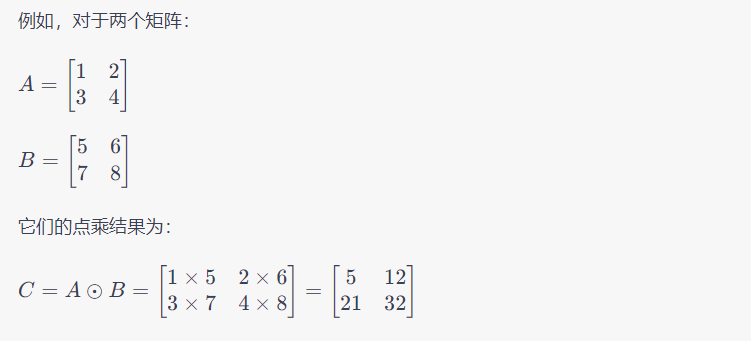 例如，对于两个矩阵：
A = [1 2
3 4]
B = [5 6
7 8]
它们的点乘结果为：
C = A ⊙ B = [1 × 5 2 × 6
3 × 7 4 × 8] = [5 12
21 32]